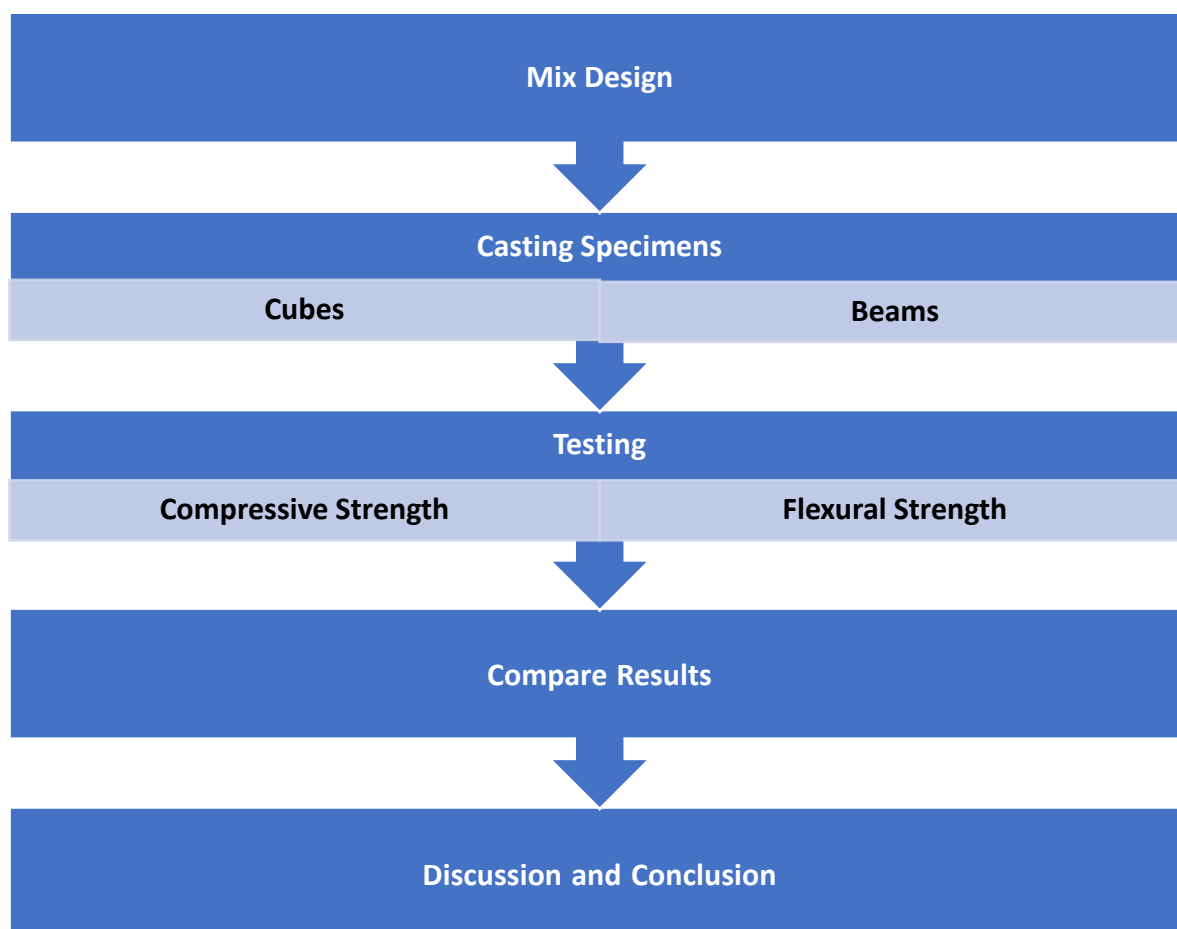 Mix Design
Casting Specimens
Cubes
Beams
Testing
Compressive Strength
Flexural Strength
Compare Results
Discussion and Conclusion